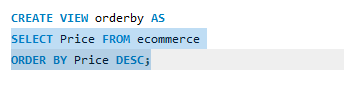 CREATE VIEW orderby AS
SELECT Price FROM ecommerce
ORDER BY Price DESC;